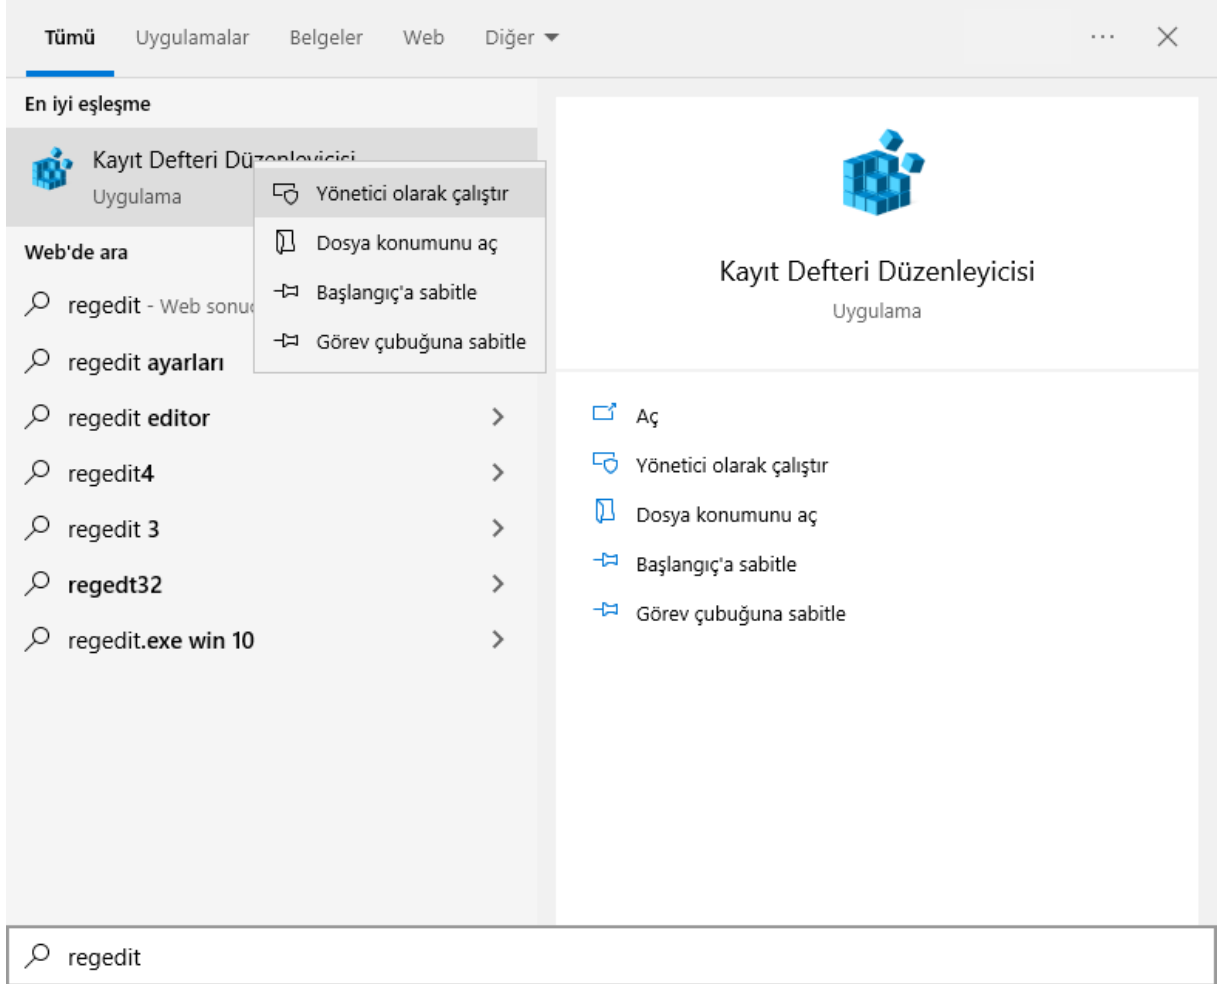 Tümü Uygulamalar Belgeler Web Diğer
En iyi eşleşme
Kayıt Defteri Düzenleyicisi
Uygulama
Yönetici olarak çalıştır
Dosya konumunu aç
Başlangıç'a sabitle
Görev çubuğuna sabitle
Web'de ara
regedit - Web
regedit ayarları
regedit editor
regedit4
regedit 3
regedt32
regedit.exe win 10
Kayıt Defteri Düzenleyicisi
Uygulama
Aç
Yönetici olarak çalıştır
Dosya konumunu aç
Başlangıç'a sabitle
Görev çubuğuna sabitle
regedit